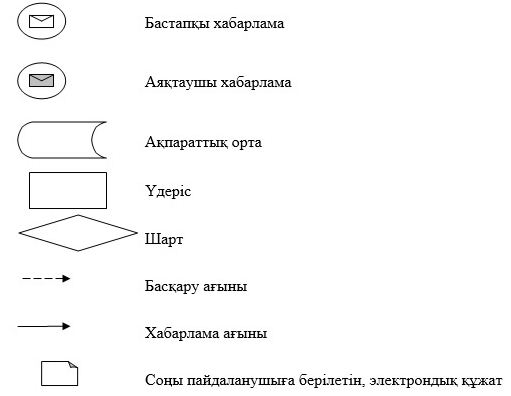 Бастапқы хабарлама
Аяқтаушы хабарлама
Ақпараттық орта
Үдеріс
Шарт
Басқару ағыны
Хабарлама ағыны
Соңы пайдаланушыға берілетін, электрондық құжат